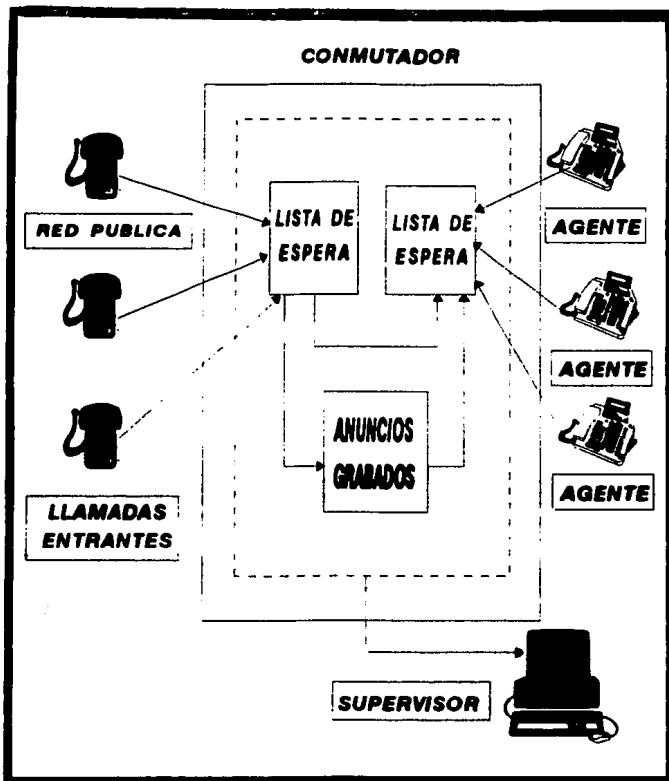 CONMUTADOR
RED PUBLICA
LISTA DE
ESPERA
LISTA DE
ESPERA
AGENTE
AGENTE
ANUNCIOS
GRABADOS
AGENTE
LLAMADAS
ENTRANTES
SUPERVISOR